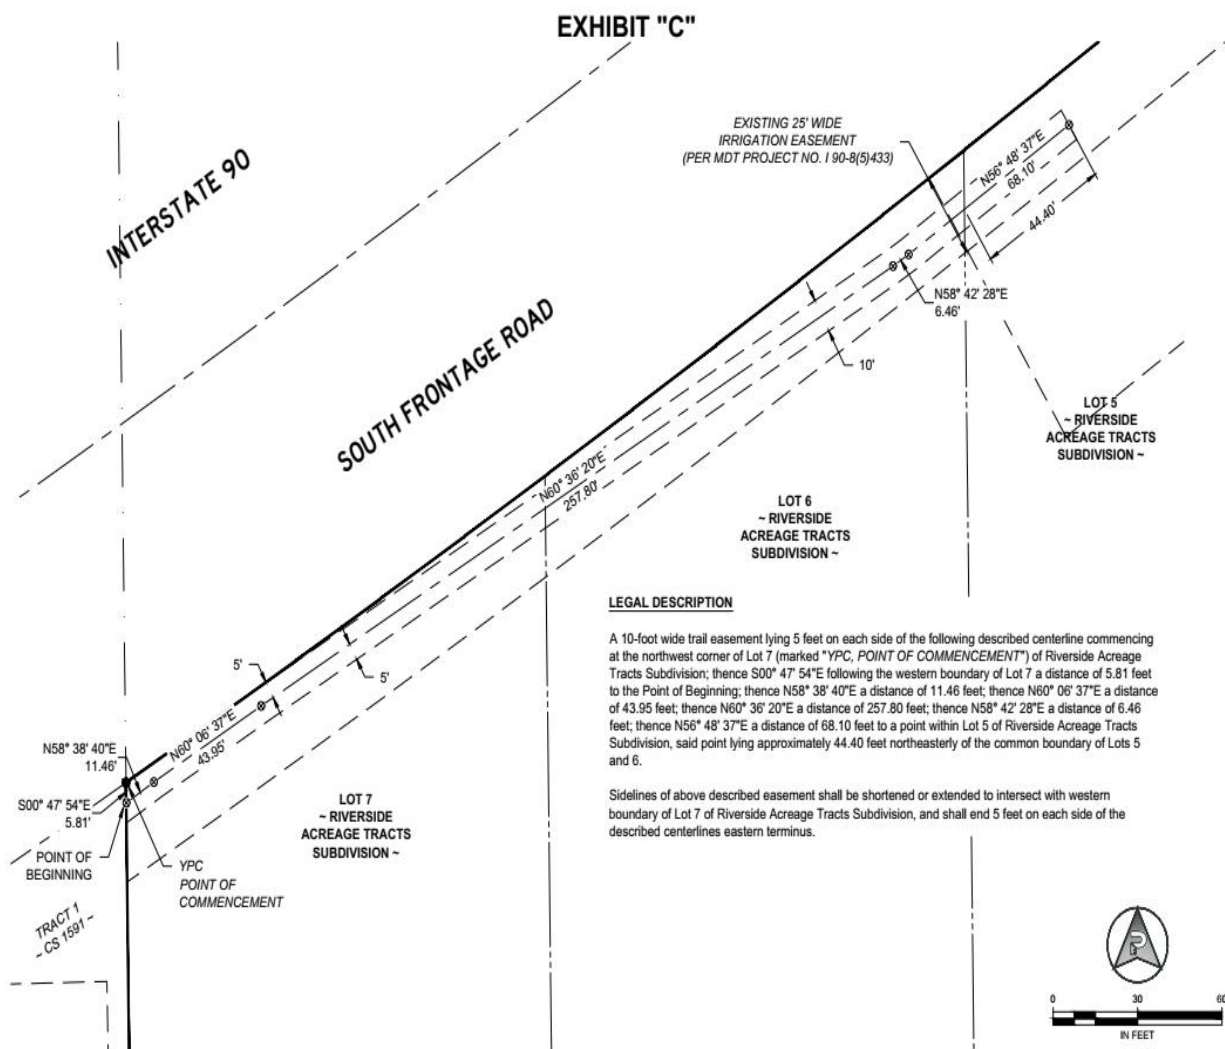 EXHIBIT "C"
INTERSTATE 90
SOUTH FRONTAGE ROAD
EXISTING 25' WIDE
IRRIGATION EASEMENT
(PER MDT PROJECT NO. I 90-8(5)433)
N56° 48' 37"E
68.10'
44.40'
N58° 42' 28"E
6.46'
10'
LOT 5
~ RIVERSIDE
ACREAGE TRACTS
SUBDIVISION ~
N60° 36' 20"E
257.80'
LOT 6
~ RIVERSIDE
ACREAGE TRACTS
SUBDIVISION ~
5'
5'
N60° 06' 37"E
43.95'
N58° 38' 40"E
11.46'
S00° 47' 54"E
5.81'
POINT OF
BEGINNING
YPC
POINT OF
COMMENCEMENT
LOT 7
~ RIVERSIDE
ACREAGE TRACTS
SUBDIVISION ~
TRACT 1
~ CS 1591 ~
LEGAL DESCRIPTION
A 10-foot wide trail easement lying 5 feet on each side of the following described centerline commencing
at the northwest corner of Lot 7 (marked "YPC, POINT OF COMMENCEMENT") of Riverside Acreage
Tracts Subdivision; thence S00° 47' 54"E following the western boundary of Lot 7 a distance of 5.81 feet
to the Point of Beginning; thence N58° 38' 40"E a distance of 11.46 feet; thence N60° 06' 37"E a distance
of 43.95 feet; thence N60° 36' 20"E a distance of 257.80 feet; thence N58° 42' 28"E a distance of 6.46
feet; thence N56° 48' 37"E a distance of 68.10 feet to a point within Lot 5 of Riverside Acreage Tracts
Subdivision, said point lying approximately 44.40 feet northeasterly of the common boundary of Lots 5
and 6.
Sidelines of above described easement shall be shortened or extended to intersect with western
boundary of Lot 7 of Riverside Acreage Tracts Subdivision, and shall end 5 feet on each side of the
described centerlines eastern terminus.
0 30 60
IN FEET